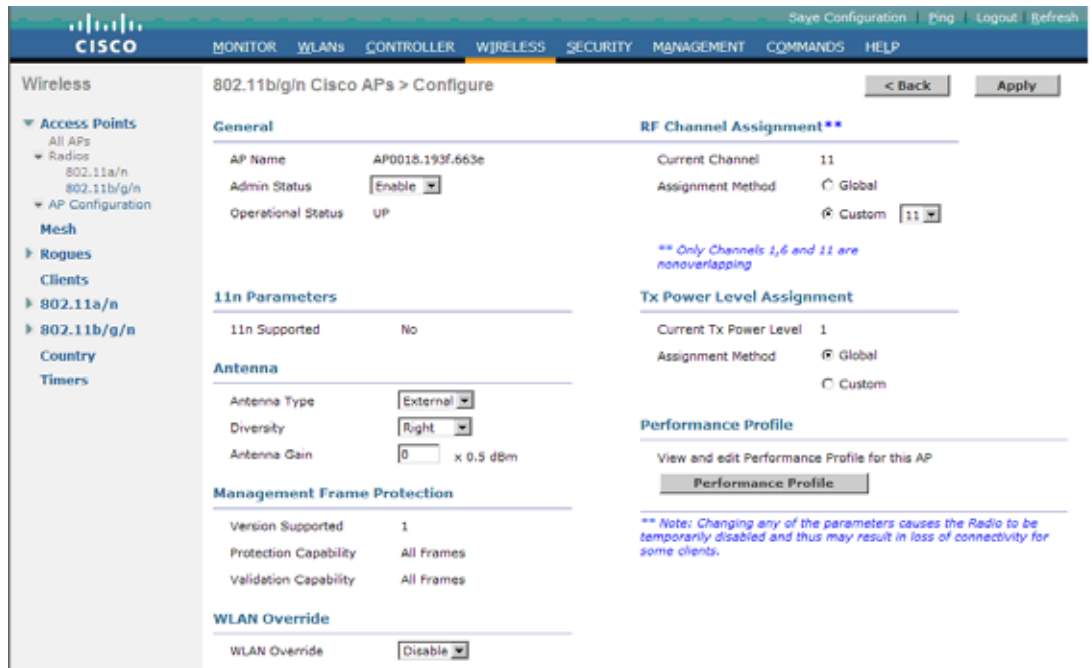 Save Configuration | Ping | Logout | Refresh
CISCO
MONITOR WLANs CONTROLLER WIRELESS SECURITY MANAGEMENT COMMANDS HELP
Wireless
Access Points
All APs
Radios
802.11a/n
802.11b/g/n
AP Configuration
Mesh
Rogues
Clients
802.11a/n
802.11b/g/n
Country
Timers
802.11b/g/n Cisco APs > Configure
< Back
Apply
General
AP Name AP0018.193f.663e
Admin Status Enable
Operational Status UP
11n Parameters
11n Supported No
Antenna
Antenna Type External
Diversity Right
Antenna Gain 0 x 0.5 dBm
Management Frame Protection
Version Supported 1
Protection Capability All Frames
Validation Capability All Frames
WLAN Override
WLAN Override Disable
RF Channel Assignment**
Current Channel 11
Assignment Method Global
Custom 11
** Only Channels 1,6 and 11 are
nonoverlapping
Tx Power Level Assignment
Current Tx Power Level 1
Assignment Method Global
Custom
Performance Profile
View and edit Performance Profile for this AP
Performance Profile
** Note: Changing any of the parameters causes the Radio to be
temporarily disabled and thus may result in loss of connectivity for
some clients.